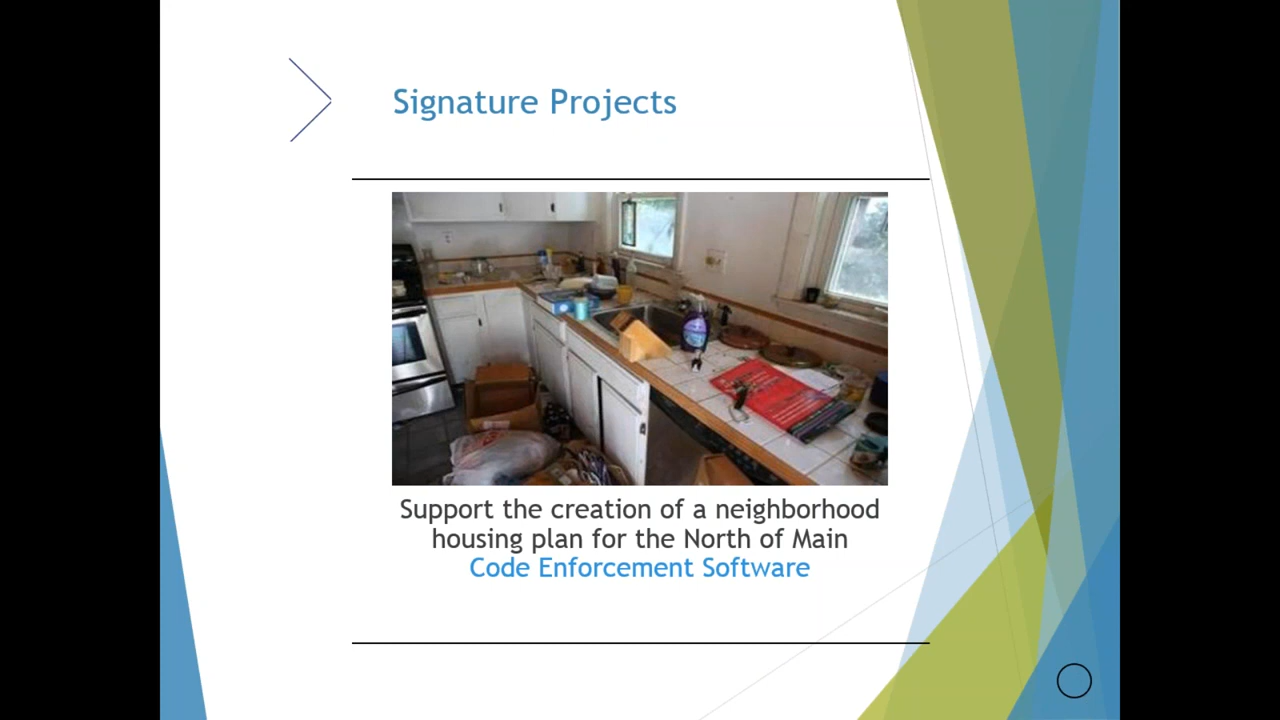 Signature Projects
Support the creation of a neighborhood
housing plan for the North of Main
Code Enforcement Software